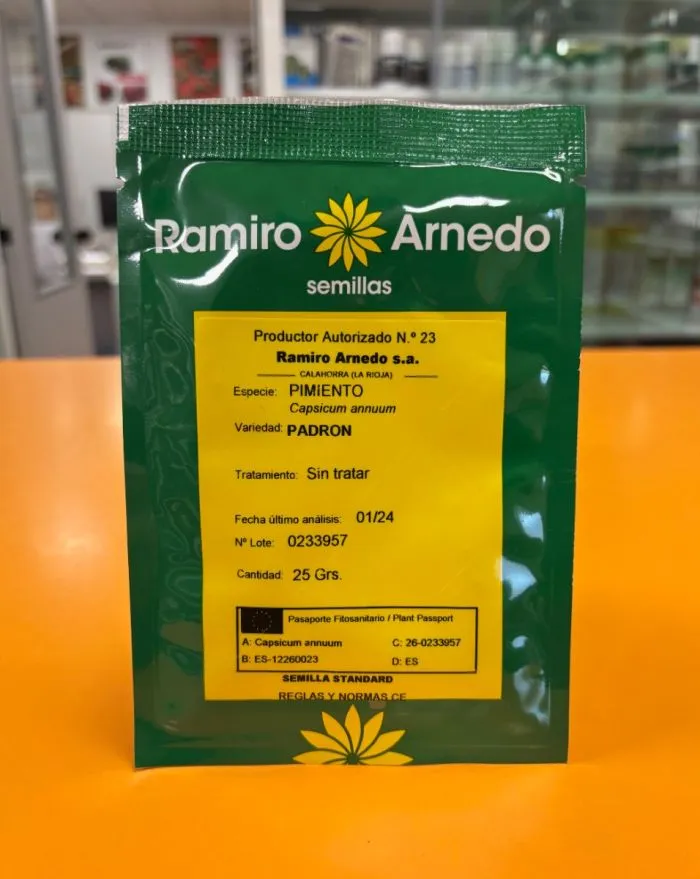 Ramiro Arnedo
semillas
Productor Autorizado N.º 23
Ramiro Arnedo s.a.
CALAHORRA (LA RIOJA)
Especie: PIMIENTO
Capsicum annuum
Variedad: PADRON
Tratamiento: Sin tratar
Fecha último análisis: 01/24
Nº Lote: 0233957
Cantidad: 25 Grs.
Pasaporte Fitosanitario / Plant Passport
A: Capsicum annuum C: 26-0233957
B: ES-12260023 D: ES
SEMILLA STANDARD
REGLAS Y NORMAS CE